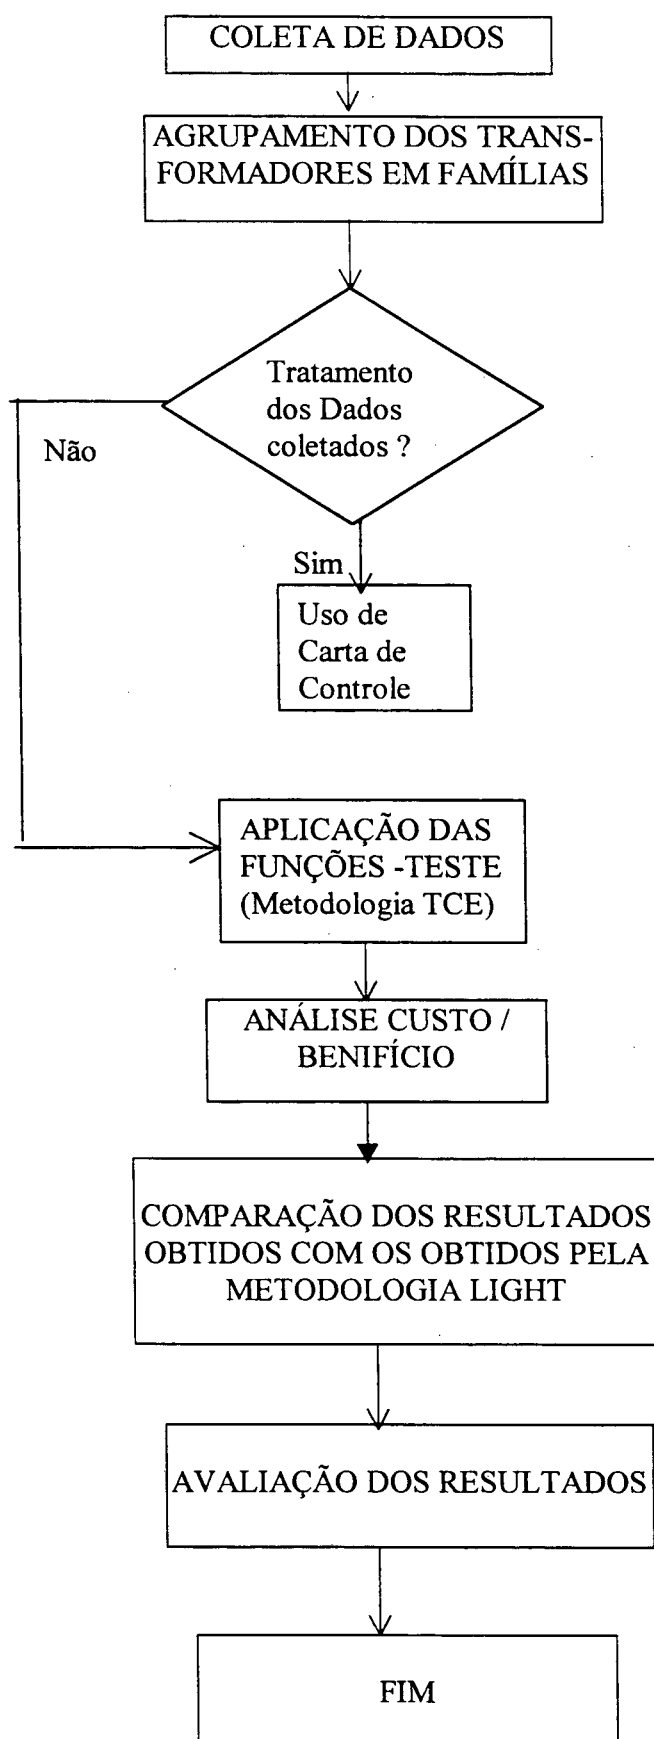 COLETA DE DADOS
AGRUPAMENTO DOS TRANS-
FORMADORES EM FAMÍLIAS
Tratamento
dos Dados
coletados ?
Não
Sim
Uso de
Carta de
Controle
APLICAÇÃO DAS
FUNÇÕES -TESTE
(Metodologia TCE)
ANÁLISE CUSTO /
BENIFÍCIO
COMPARAÇÃO DOS RESULTADOS
OBTIDOS COM OS OBTIDOS PELA
METODOLOGIA LIGHT
AVALIAÇÃO DOS RESULTADOS
FIM